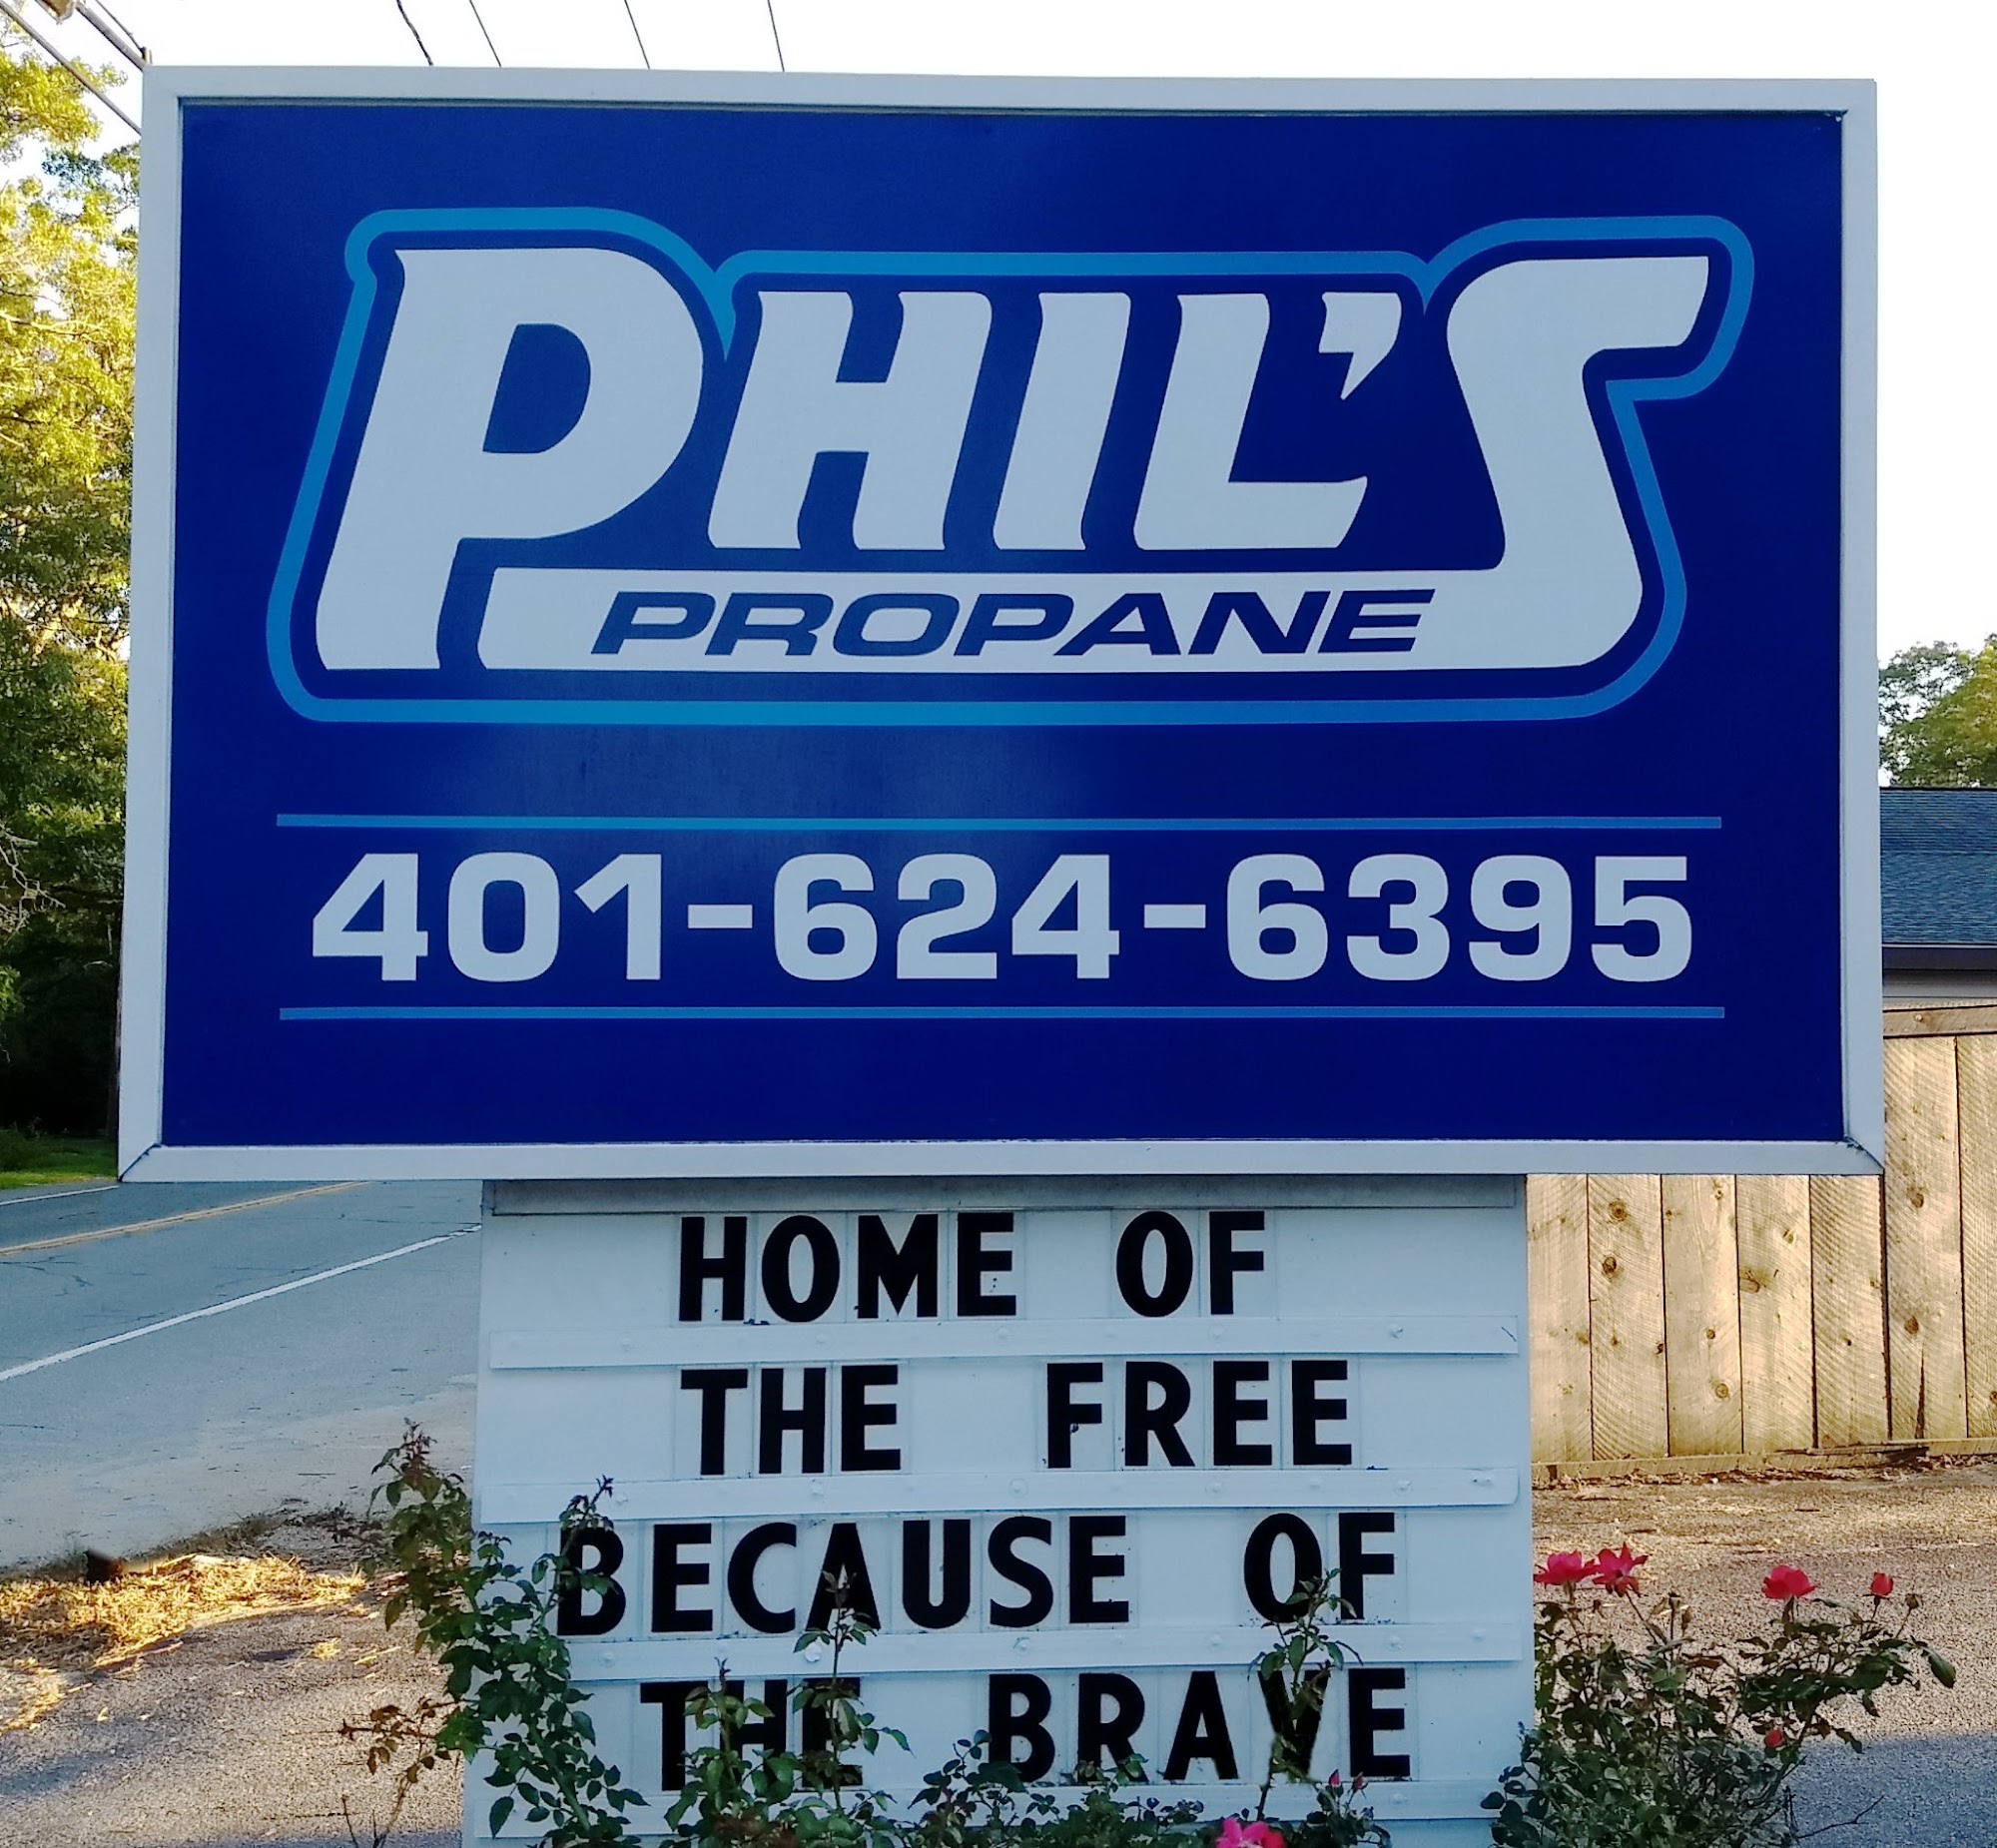 PHIL'S
PROPANE
401-624-6395
HOME OF
THE FREE
BECAUSE OF
THE BRAVE